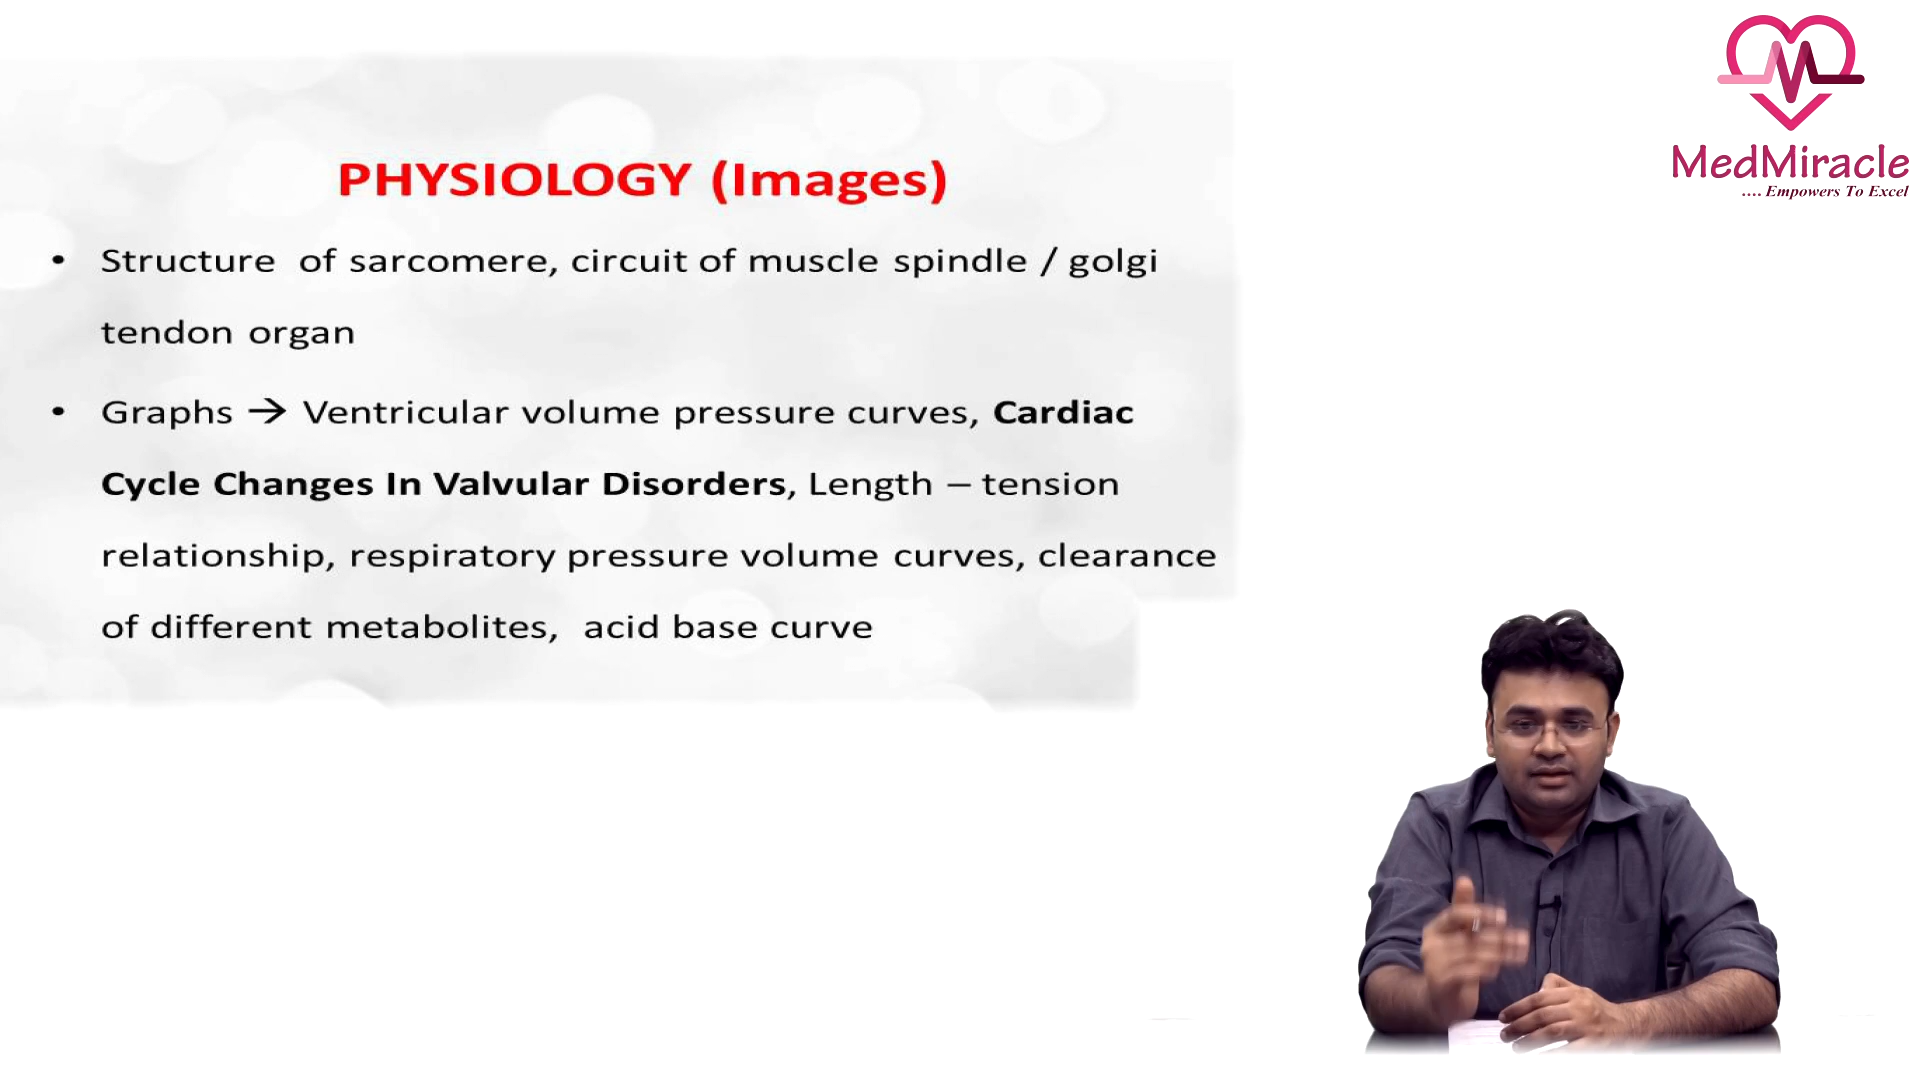 MedMiracle
.... Empowers To Excel
PHYSIOLOGY (Images)
• Structure of sarcomere, circuit of muscle spindle / golgi
tendon organ
• Graphs → Ventricular volume pressure curves, Cardiac
Cycle Changes In Valvular Disorders, Length – tension
relationship, respiratory pressure volume curves, clearance
of different metabolites, acid base curve